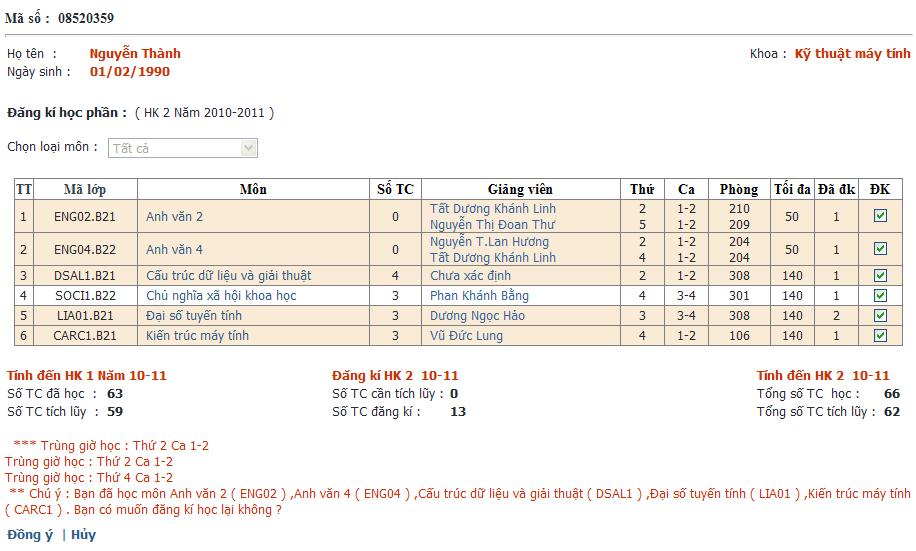 Mã số : 08520359
Họ tên : Nguyễn Thành Khoa : Kỹ thuật máy tính
Ngày sinh : 01/02/1990
Đăng kí học phần : ( HK 2 Năm 2010-2011 )
Chọn loại môn : Tất cả
TT Mã lớp Môn Số TC Giảng viên Thứ Ca Phòng Tối đa Đã đk ĐK
1 ENG02.B21 Anh văn 2 0 Tất Dương Khánh Linh 2 1-2 210 50 1
Nguyễn Thị Đoan Thư 5 1-2 209
2 ENG04.B22 Anh văn 4 0 Nguyễn T.Lan Hương 2 1-2 204 50 1
Tất Dương Khánh Linh 4 1-2 204
3 DSAL1.B21 Cấu trúc dữ liệu và giải thuật 4 Chưa xác định 2 1-2 308 140 1
4 SOCI1.B22 Chủ nghĩa xã hội khoa học 3 Phan Khánh Bằng 4 3-4 301 140 1
5 LIA01.B21 Đại số tuyến tính 3 Dương Ngọc Hảo 3 3-4 308 140 2
6 CARC1.B21 Kiến trúc máy tính 3 Vũ Đức Lung 4 1-2 106 140 1
Tính đến HK 1 Năm 10-11 Đăng kí HK 2 10-11 Tính đến HK 2 10-11
Số TC đã học : 63 Số TC cần tích lũy : 0 Tổng số TC học : 66
Số TC tích lũy : 59 Số TC đăng kí : 13 Tổng số TC tích lũy : 62
*** Trùng giờ học : Thứ 2 Ca 1-2
Trùng giờ học : Thứ 2 Ca 1-2
Trùng giờ học : Thứ 4 Ca 1-2
** Chú ý : Bạn đã học môn Anh văn 2 ( ENG02 ) ,Anh văn 4 ( ENG04 ) ,Cấu trúc dữ liệu và giải thuật ( DSAL1 ) ,Đại số tuyến tính ( LIA01 ) ,Kiến trúc máy tính
( CARC1 ) . Bạn có muốn đăng kí học lại không ?
Đồng ý | Hủy